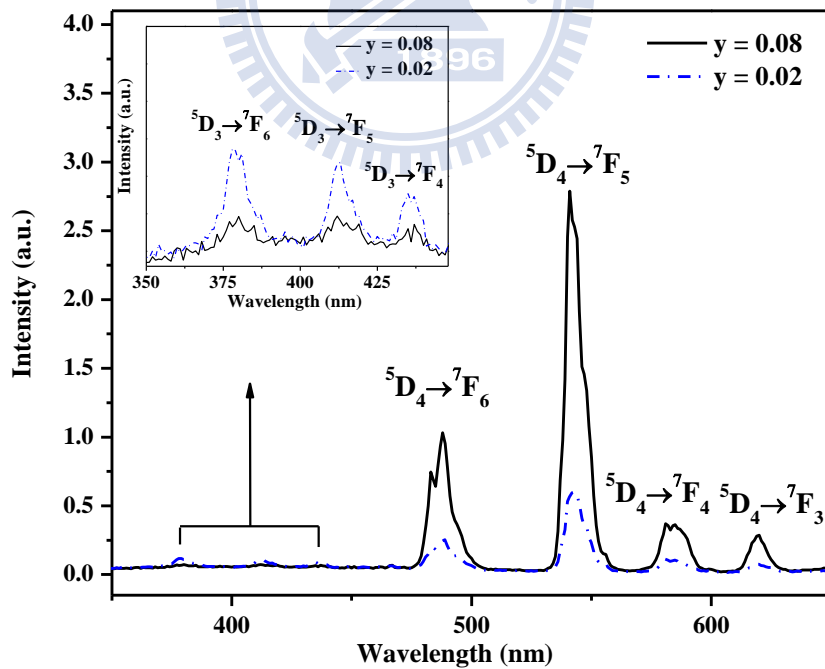 4.0
3.5
3.0
2.5
2.0
1.5
1.0
0.5
0.0
Intensity (a.u.)
400
500
600
Wavelength (nm)
y = 0.08
y = 0.02
⁵D₄→⁷F₆
⁵D₄→⁷F₅
⁵D₄→⁷F₄
⁵D₄→⁷F₃
y = 0.08
y = 0.02
1896
⁵D₃→⁷F₆
⁵D₃→⁷F₅
⁵D₃→⁷F₄
Intensity (a.u.)
350
375
400
425
Wavelength (nm)